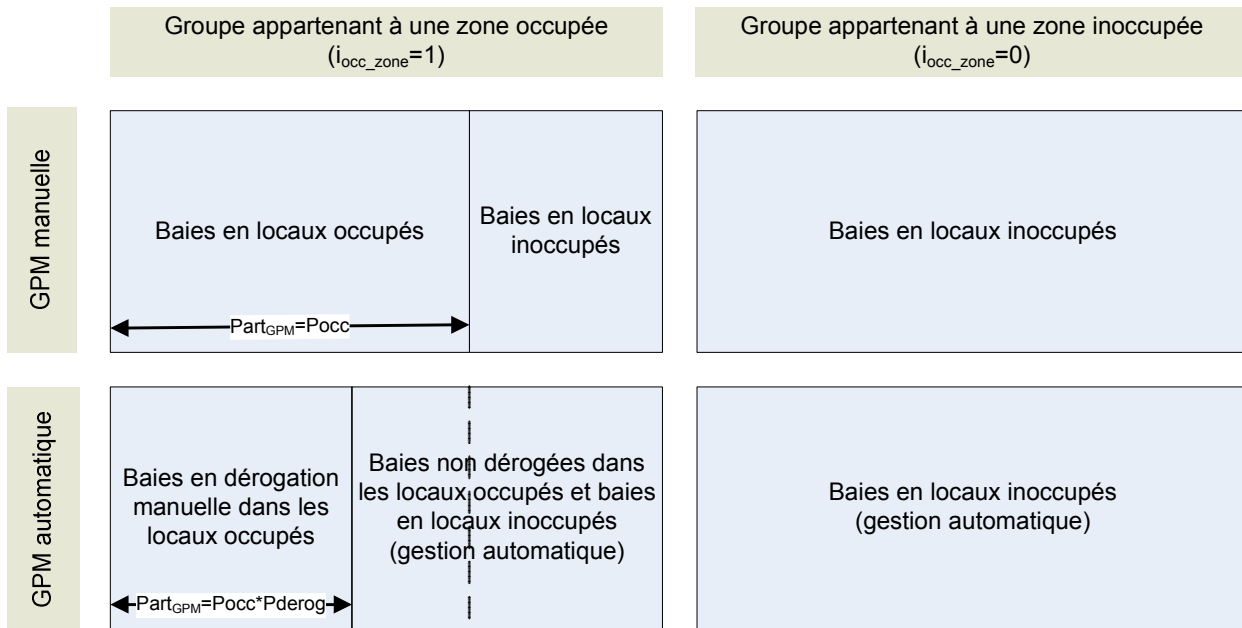 Groupe appartenant à une zone occupée
(iocc_zone=1)
Groupe appartenant à une zone inoccupée
(iocc_zone=0)
GPM manuelle
Baies en locaux occupés
Baies en locaux
inoccupés
Baies en locaux inoccupés
PartGPM=Pocc
GPM automatique
Baies en dérogation
manuelle dans les
locaux occupés
Baies non dérogées dans
les locaux occupés et baies
en locaux inoccupés
(gestion automatique)
Baies en locaux inoccupés
(gestion automatique)
PartGPM=Pocc*Pderog